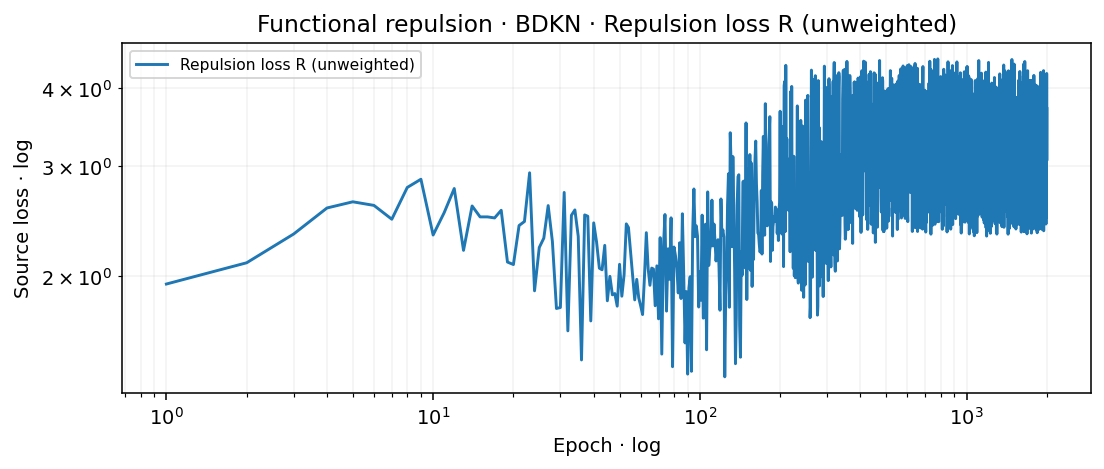 Functional repulsion · BDKN · Repulsion loss R (unweighted)
Repulsion loss R (unweighted)
Source loss · log
4 × 10⁰
3 × 10⁰
2 × 10⁰
10⁰ 10¹ 10² 10³
Epoch · log